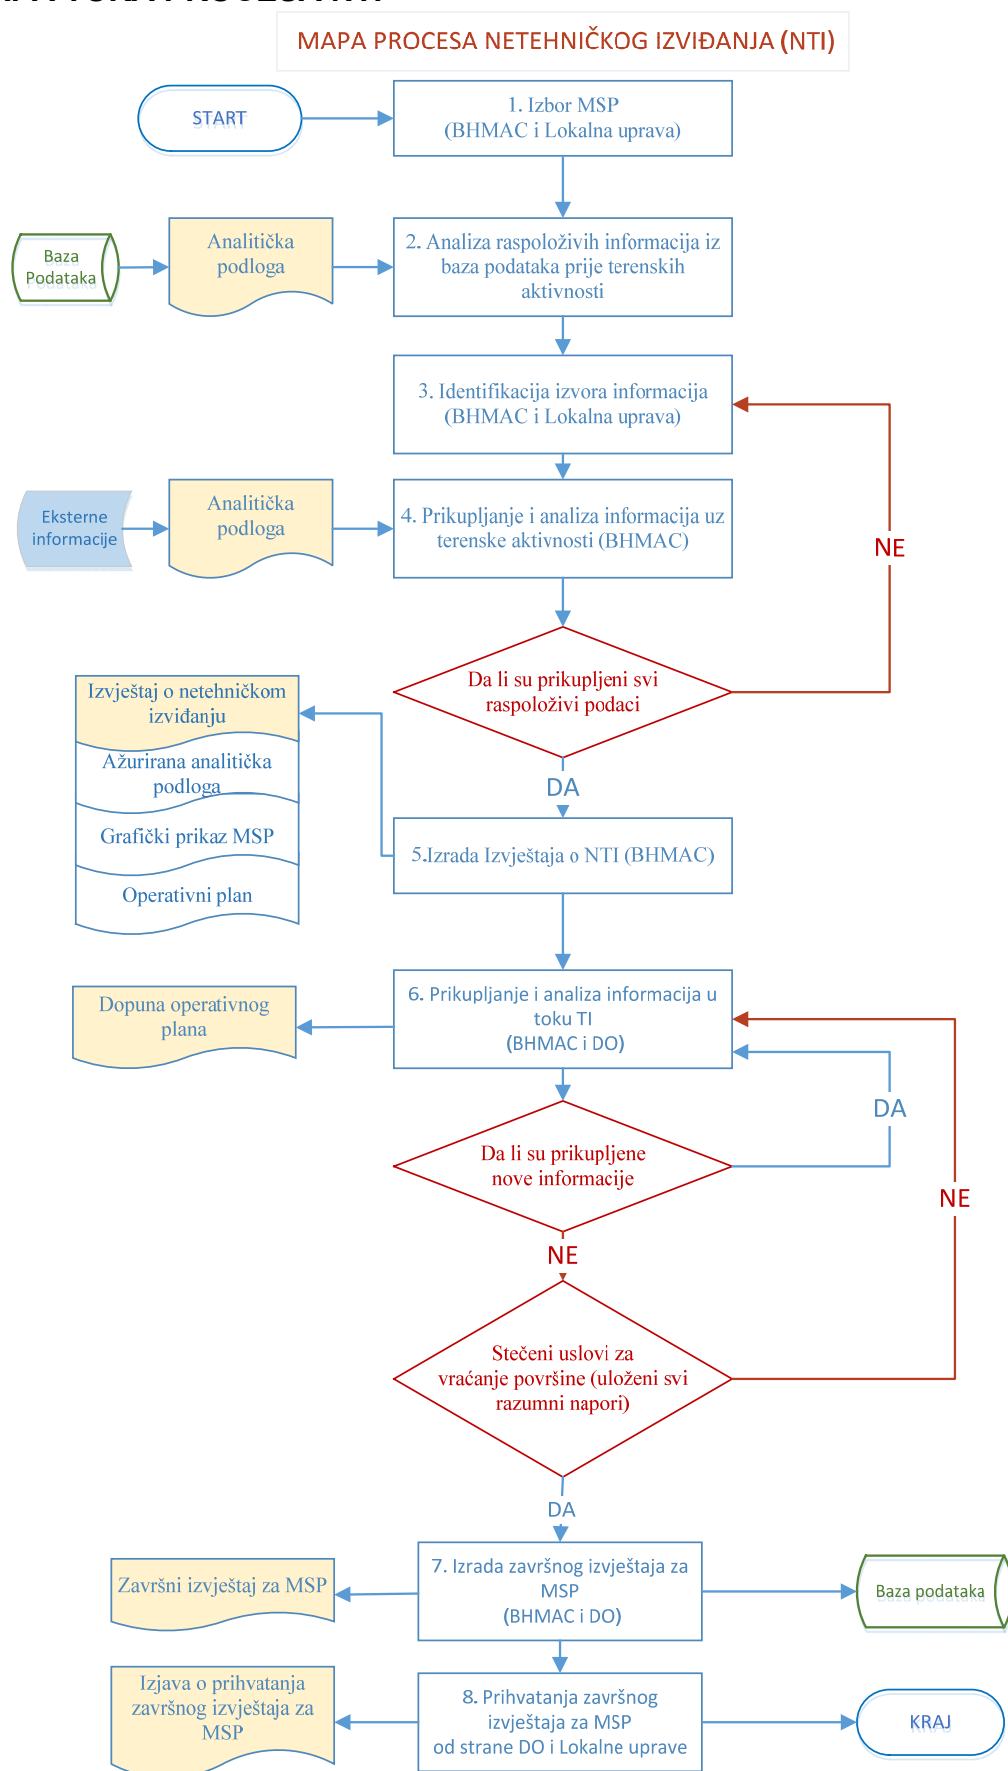 MAPA PROCESA NETEHNIČKOG IZVIĐANJA (NTI)
START
1. Izbor MSP
(BHMAC i Lokalna uprava)
Baza
Podataka
Analitička
podloga
2. Analiza raspoloživih informacija iz
baza podataka prije terenskih
aktivnosti
3. Identifikacija izvora informacija
(BHMAC i Lokalna uprava)
Eksterne
informacije
Analitička
podloga
4. Prikupljanje i analiza informacija uz
terenske aktivnosti (BHMAC)
NE
Da li su prikupljeni svi
raspoloživi podaci
DA
Izvještaj o netehničkom
izviđanju
Ažurirana analitička
podloga
Grafički prikaz MSP
Operativni plan
5.Izrada Izvještaja o NTI (BHMAC)
Dopuna operativnog
plana
6. Prikupljanje i analiza informacija u
toku TI
(BHMAC i DO)
DA
Da li su prikupljene
nove informacije
NE
NE
Stečeni uslovi za
vraćanje površine (uloženi svi
razumni napori)
DA
Završni izvještaj za MSP
7. Izrada završnog izvještaja za
MSP
(BHMAC i DO)
Baza podataka
Izjava o prihvatanja
završnog izvještaja za
MSP
8. Prihvatanja završnog
izvještaja za MSP
od strane DO i Lokalne uprave
KRAJ